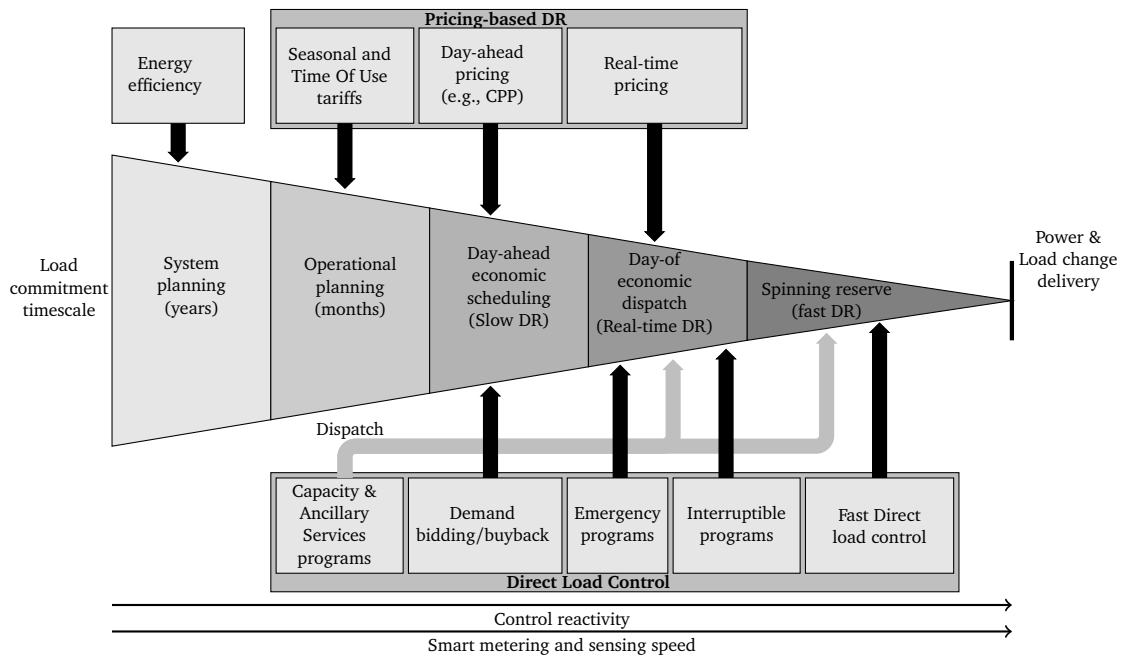 Pricing-based DR
Energy
efficiency
Seasonal and
Time Of Use
tariffs
Day-ahead
pricing
(e.g., CPP)
Real-time
pricing
Load
commitment
timescale
System
planning
(years)
Operational
planning
(months)
Day-ahead
economic
scheduling
(Slow DR)
Day-of
economic
dispatch
(Real-time DR)
Spinning reserve
(fast DR)
Power &
Load change
delivery
Dispatch
Capacity &
Ancillary
Services
programs
Demand
bidding/buyback
Emergency
programs
Interruptible
programs
Fast Direct
load control
Direct Load Control
Control reactivity
Smart metering and sensing speed